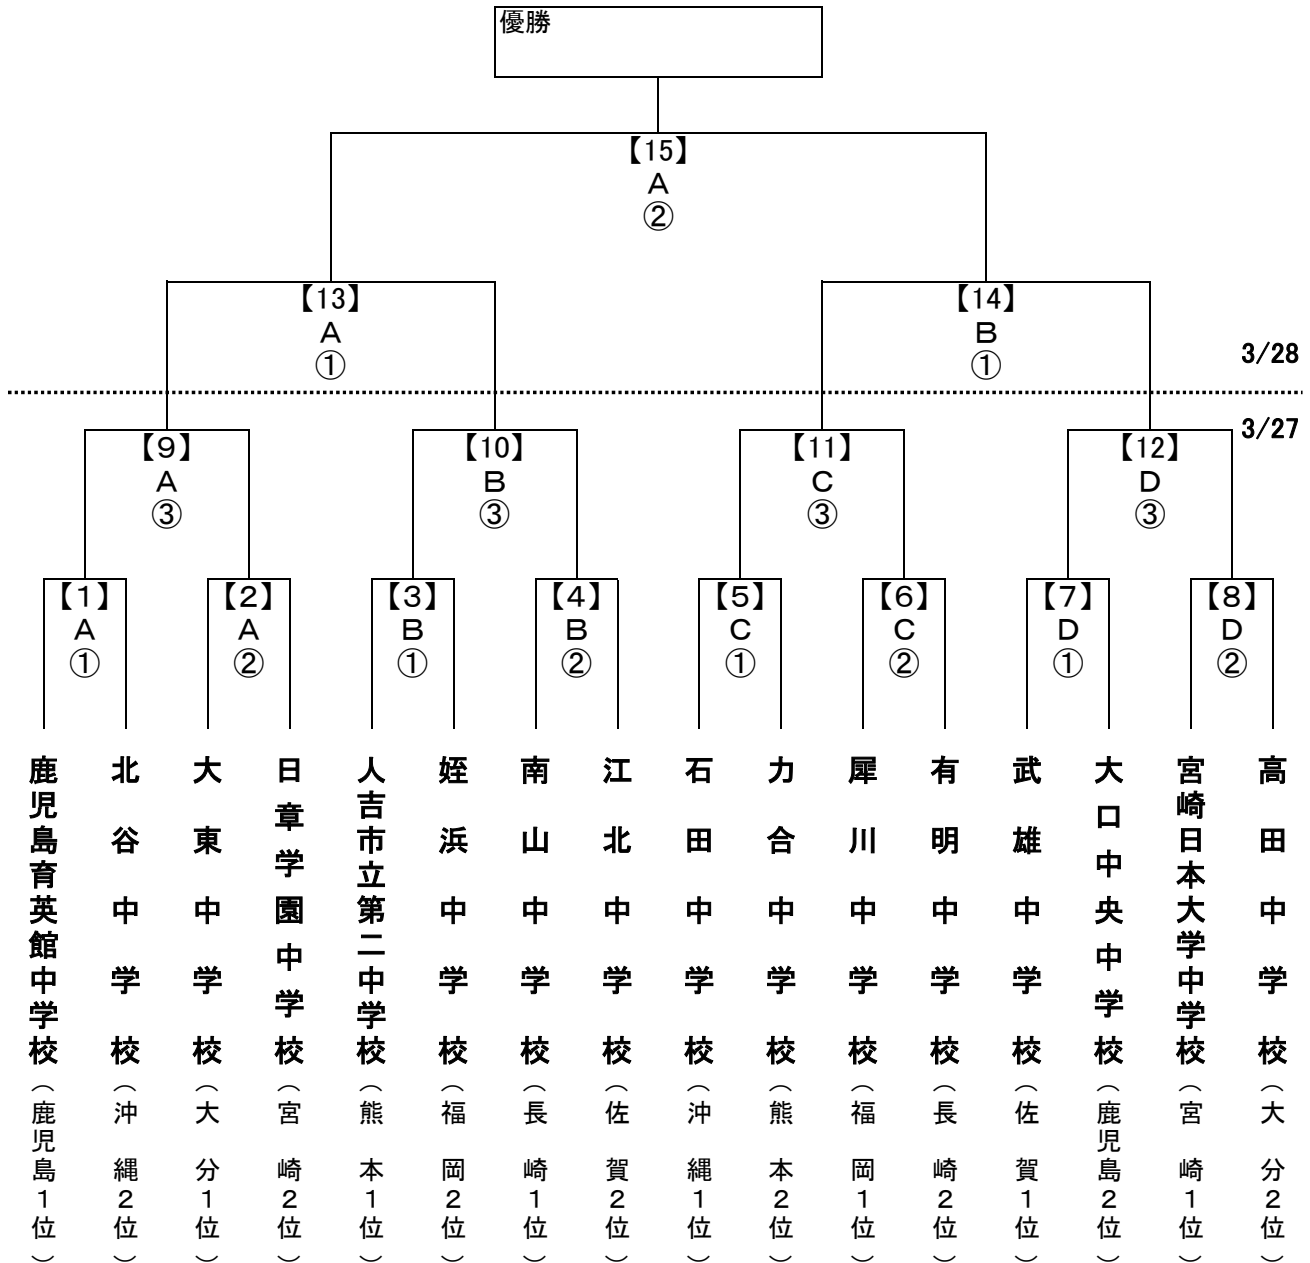 優勝
【15】
A
②
【13】
A
①
【14】
B
①
3/28
3/27
【9】
A
③
【10】
B
③
【11】
C
③
【12】
D
③
【1】
A
①
【2】
A
②
【3】
B
①
【4】
B
②
【5】
C
①
【6】
C
②
【7】
D
①
【8】
D
②
鹿児島育英館中学校（鹿児島１位）
北谷中学校（沖縄２位）
大東中学校（大分１位）
日章学園中学校（宮崎２位）
人吉市立第二中学校（熊本１位）
姪浜中学校（福岡２位）
南山中学校（長崎１位）
江北中学校（佐賀２位）
石田中学校（沖縄１位）
力合中学校（熊本２位）
犀川中学校（福岡１位）
有明中学校（長崎２位）
武雄中学校（佐賀１位）
大口中央中学校（鹿児島２位）
宮崎日本大学中学校（宮崎１位）
高田中学校（大分２位）